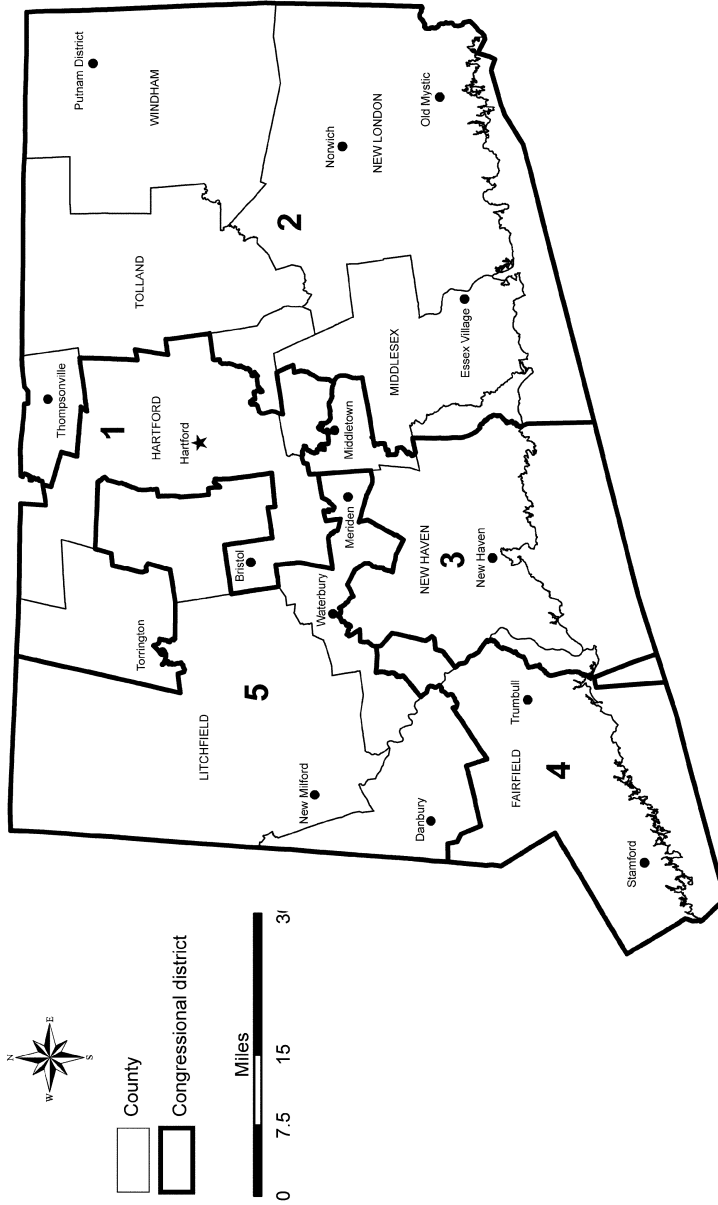 N
W
E
S
County
Congressional district
Miles
0
7.5
15
3
Putnam District
WINDHAM
TOLLAND
Thompsonville
1
HARTFORD
Hartford
Torrington
LITCHFIELD
Bristol
5
2
Norwich
NEW LONDON
Old Mystic
Essex Village
MIDDLESEX
Middletown
Meriden
Waterbury
New Milford
NEW HAVEN
3
New Haven
Danbury
Trumbull
FAIRFIELD
4
Stamford